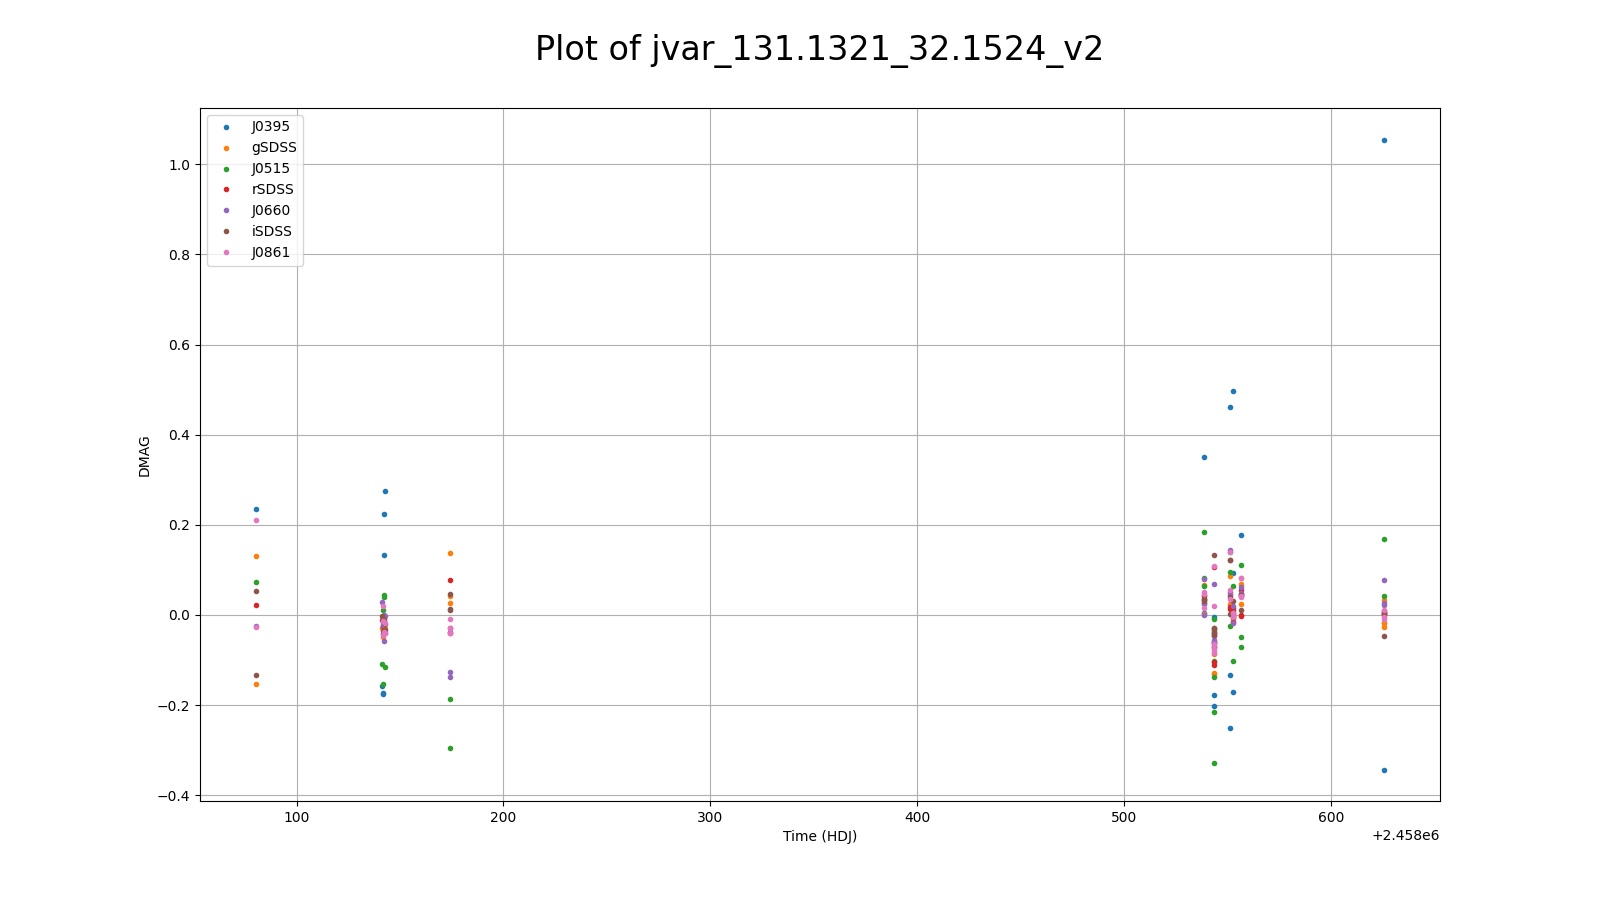 Plot of jvar_131.1321_32.1524_v2
J0395
gSDSS
J0515
rSDSS
J0660
iSDSS
J0861
1.0
0.8
0.6
0.4
0.2
0.0
−0.2
−0.4
DMAG
100 200 300 400 500 600
Time (HDJ)
+2.458e6